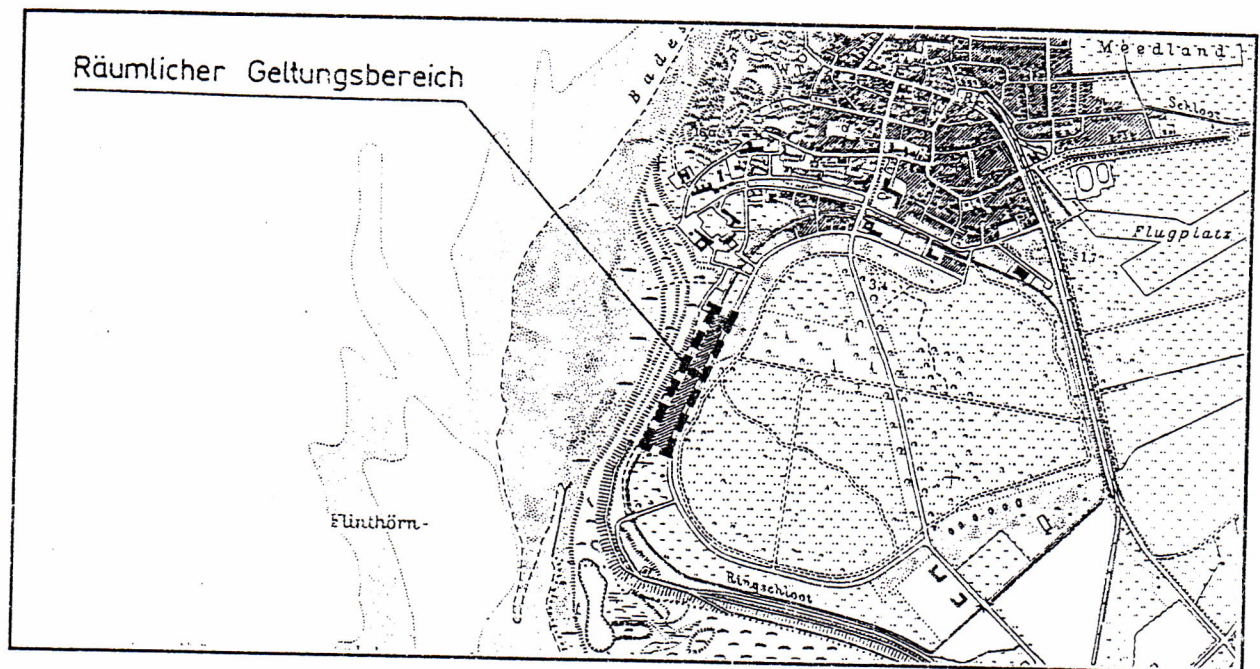 Räumlicher Geltungsbereich
Bade
Meedland
Schloot
Flugplatz
Flinthörn-
Ringschloot